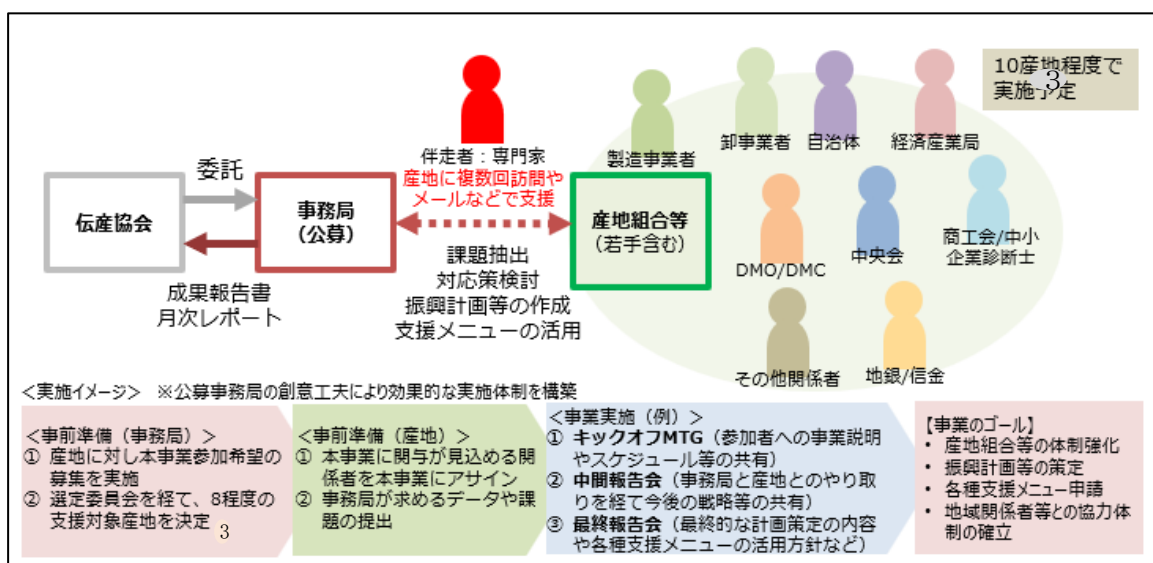 10産地程度で
3
実施予定
伴走者：専門家
産地に複数回訪問や
メールなどで支援
製造事業者
卸事業者
自治体
経済産業局
委託
伝産協会
事務局
（公募）
産地組合等
（若手含む）
課題抽出
対応策検討
振興計画等の作成
支援メニューの活用
成果報告書
月次レポート
DMO/DMC
中央会
商工会/中小
企業診断士
その他関係者
地銀/信金
＜実施イメージ＞ ※公募事務局の創意工夫により効果的な実施体制を構築
＜事前準備（事務局）＞
① 産地に対し本事業参加希望の
募集を実施
② 選定委員会を経て、8程度の
支援対象産地を決定
3
＜事前準備（産地）＞
① 本事業に関与が見込める関
係者を本事業にアサイン
② 事務局が求めるデータや課
題の提出
＜事業実施（例）＞
① キックオフMTG（参加者への事業説明
やスケジュール等の共有）
② 中間報告会（事務局と産地とのやり取
りを経て今後の戦略等の共有）
③ 最終報告会（最終的な計画策定の内容
や各種支援メニューの活用方針など）
【事業のゴール】
• 産地組合等の体制強化
• 振興計画等の策定
• 各種支援メニュー申請
• 地域関係者等との協力体
制の確立